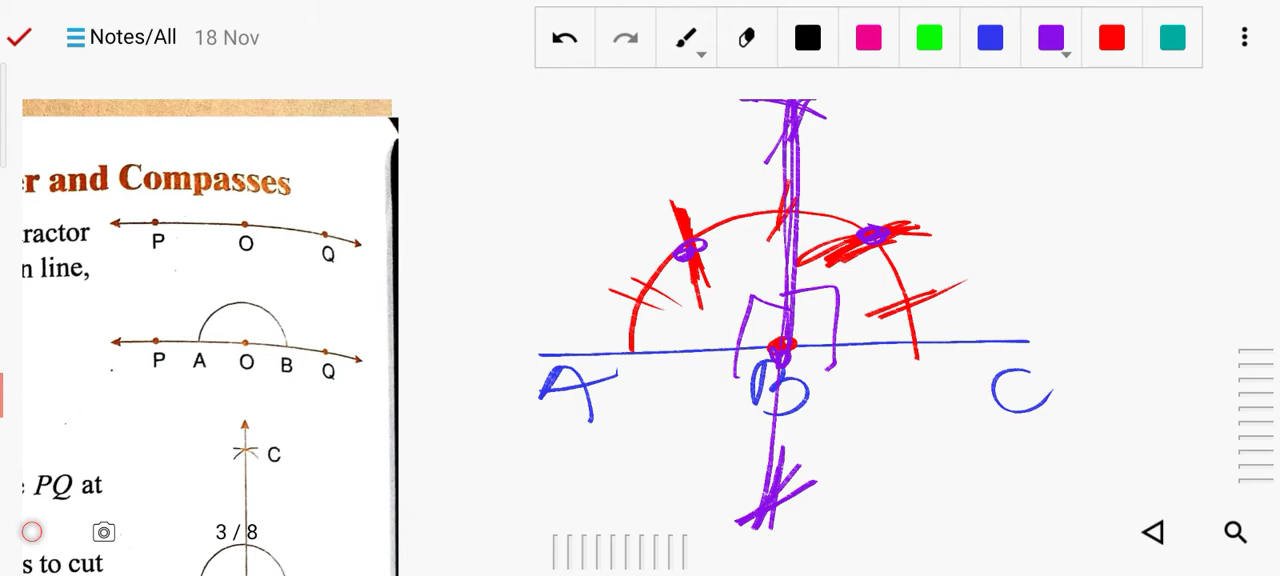 Notes/All 18 Nov
r and Compasses
ractor
n line,
P O Q
P A O B Q
C
PQ at
3 / 8
s to cut
A B C